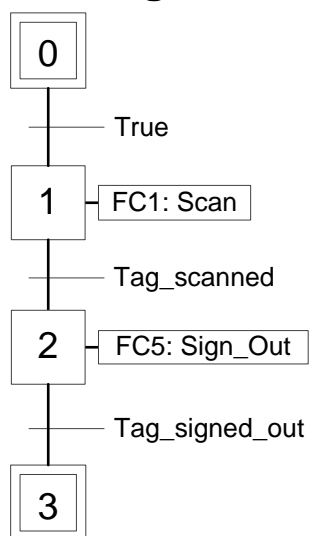 0
True
1
FC1: Scan
Tag_scanned
2
FC5: Sign_Out
Tag_signed_out
3